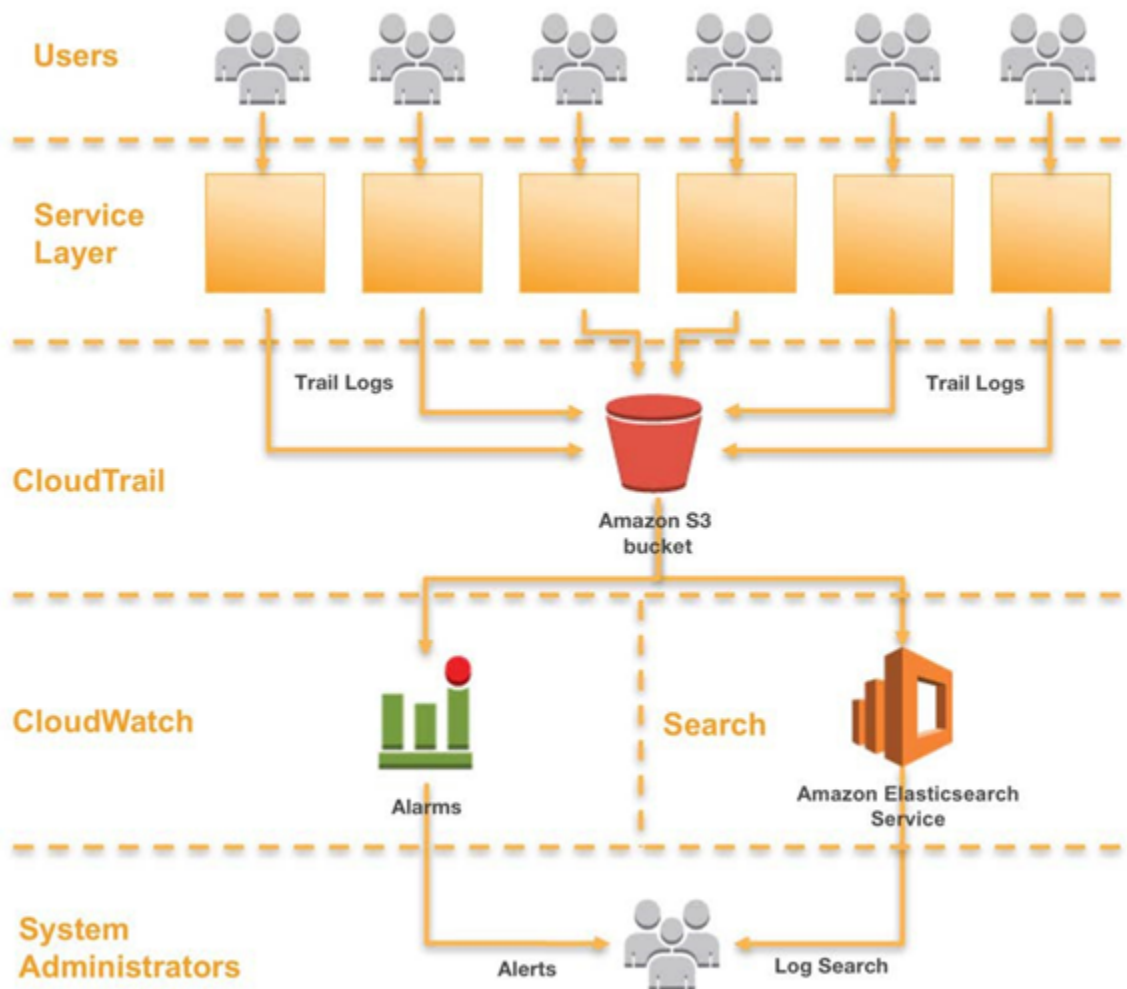 Users
Service
Layer
Trail Logs
Trail Logs
CloudTrail
Amazon S3
bucket
CloudWatch
Search
Alarms
Amazon Elasticsearch
Service
System
Administrators
Alerts
Log Search